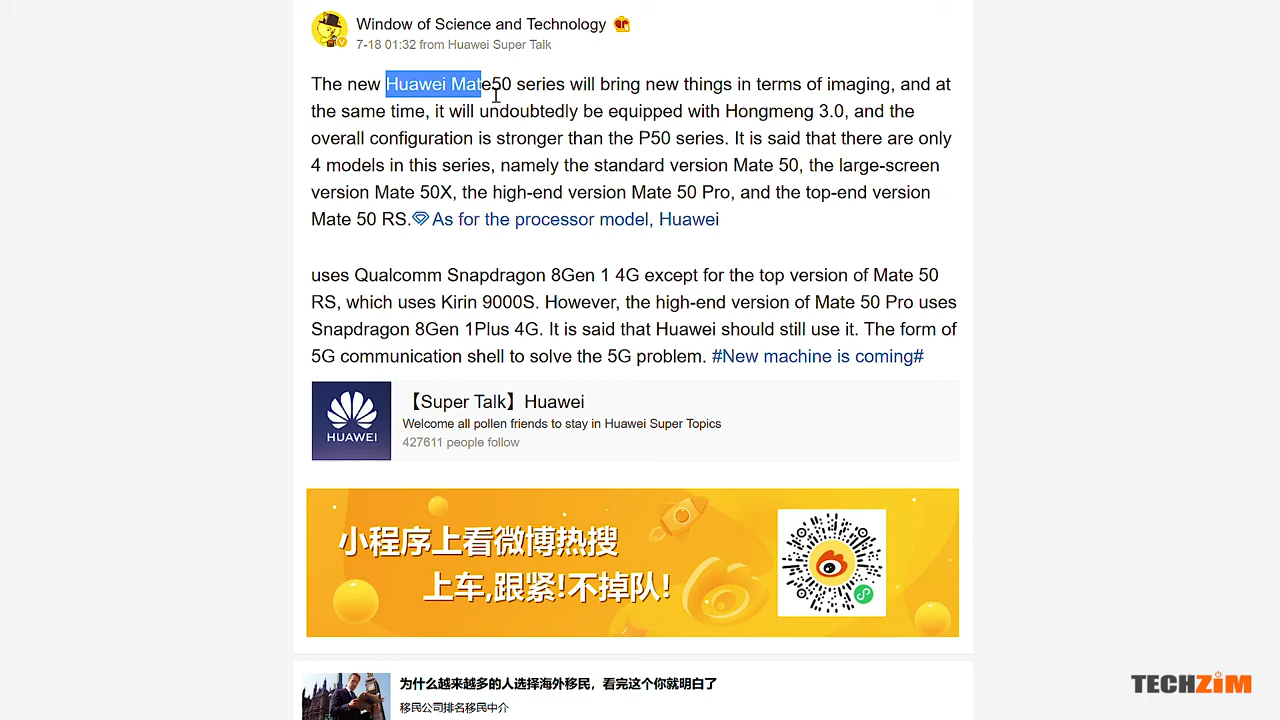 Window of Science and Technology
7-18 01:32 from Huawei Super Talk
The new Huawei Mate50 series will bring new things in terms of imaging, and at
the same time, it will undoubtedly be equipped with Hongmeng 3.0, and the
overall configuration is stronger than the P50 series. It is said that there are only
4 models in this series, namely the standard version Mate 50, the large-screen
version Mate 50X, the high-end version Mate 50 Pro, and the top-end version
Mate 50 RS. As for the processor model, Huawei
uses Qualcomm Snapdragon 8Gen 1 4G except for the top version of Mate 50
RS, which uses Kirin 9000S. However, the high-end version of Mate 50 Pro uses
Snapdragon 8Gen 1Plus 4G. It is said that Huawei should still use it. The form of
5G communication shell to solve the 5G problem. #New machine is coming#
HUAWEI
【Super Talk】Huawei
Welcome all pollen friends to stay in Huawei Super Topics
427611 people follow
小程序上看微博热搜
上车,跟紧!不掉队!
为什么越来越多的人选择海外移民，看完这个你就明白了
移民公司排名移民中介
TECHZIM